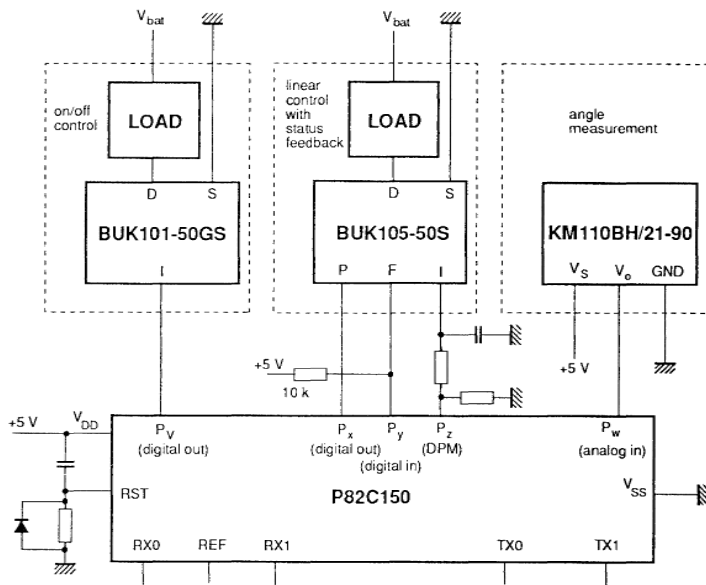 V_bat
V_bat
on/off
control
LOAD
linear
control
with
status
feedback
LOAD
angle
measurement
D
S
BUK101-50GS
I
D
S
BUK105-50S
P
F
I
KM110BH/21-90
V_S
V_o
GND
+5 V
10 k
+5 V
+5 V
V_DD
P_V
(digital out)
P_x
(digital out)
P_y
(digital in)
P_z
(DPM)
P_w
(analog in)
RST
P82C150
V_SS
RX0
REF
RX1
TX0
TX1